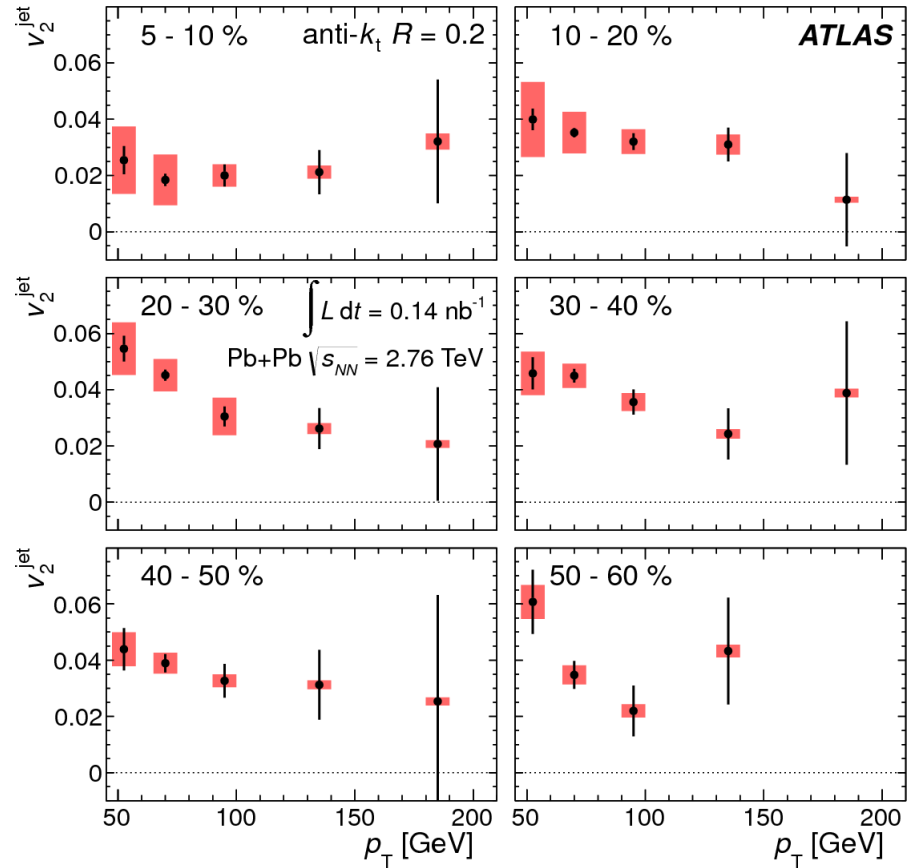 v₂ʲᵉᵗ
5 - 10 %
anti-kₜ R = 0.2
10 - 20 %
ATLAS
0.06
0.04
0.02
0
v₂ʲᵉᵗ
20 - 30 %
∫ L dt = 0.14 nb⁻¹
Pb+Pb √s_NN = 2.76 TeV
30 - 40 %
0.06
0.04
0.02
0
v₂ʲᵉᵗ
40 - 50 %
50 - 60 %
0.06
0.04
0.02
0
50 100 150 200
50 100 150 200
p_T [GeV]
p_T [GeV]